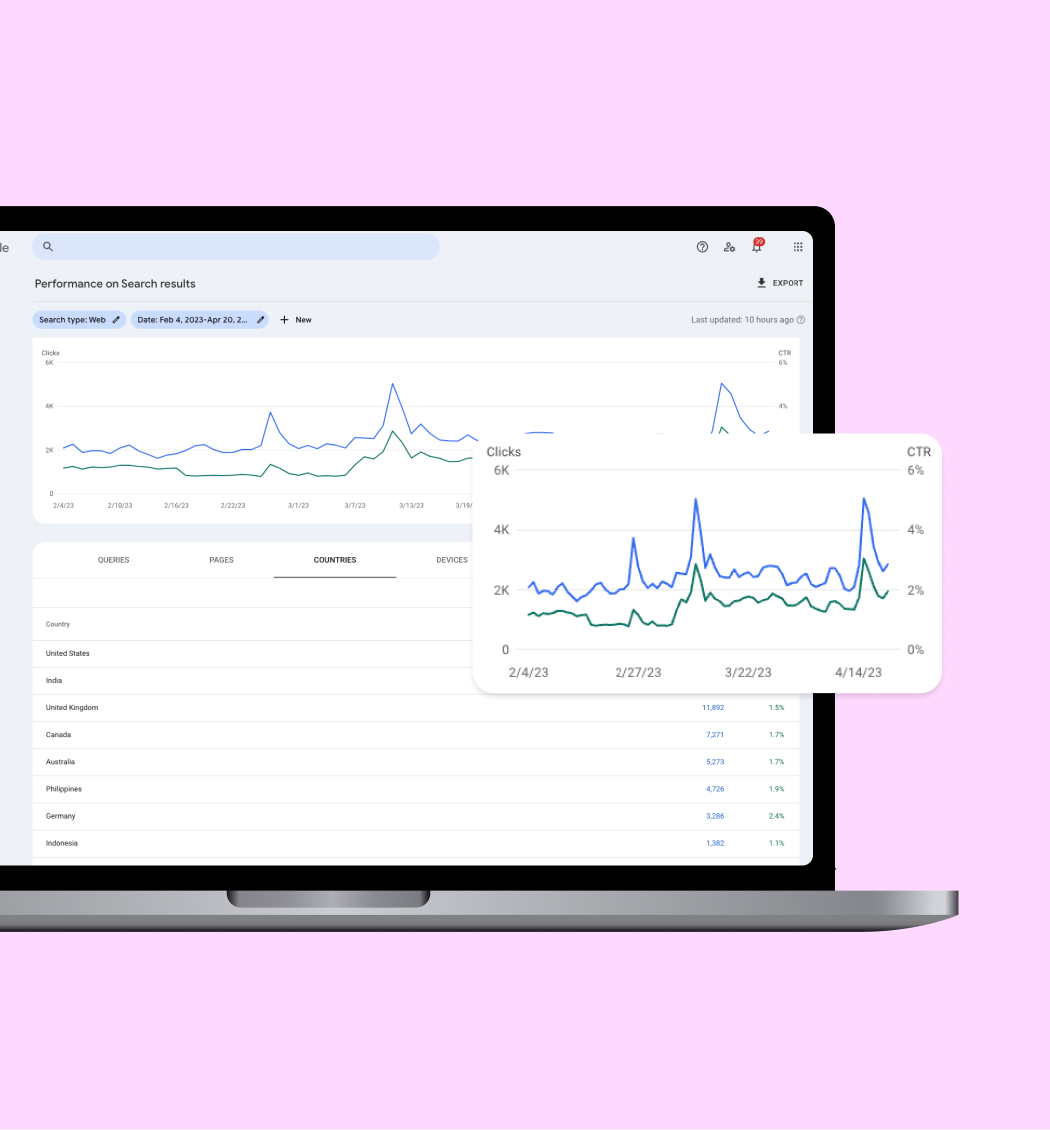 le
39
Performance on Search results
EXPORT
Search type: Web
Date: Feb 4, 2023-Apr 20, 2...
New
Last updated: 10 hours ago
Clicks
CTR
6K
6%
4K
4%
2K
0
2/4/23 2/10/23 2/16/23 2/22/23 3/1/23 3/7/23 3/13/23 3/19/
Clicks
CTR
6K
6%
4K
4%
2K
2%
0
0%
2/4/23 2/27/23 3/22/23 4/14/23
QUERIES PAGES COUNTRIES DEVICES
Country
United States
India
United Kingdom 11,892 1.5%
Canada 7,271 1.7%
Australia 5,273 1.7%
Philippines 4,726 1.9%
Germany 3,286 2.4%
Indonesia 1,382 1.1%